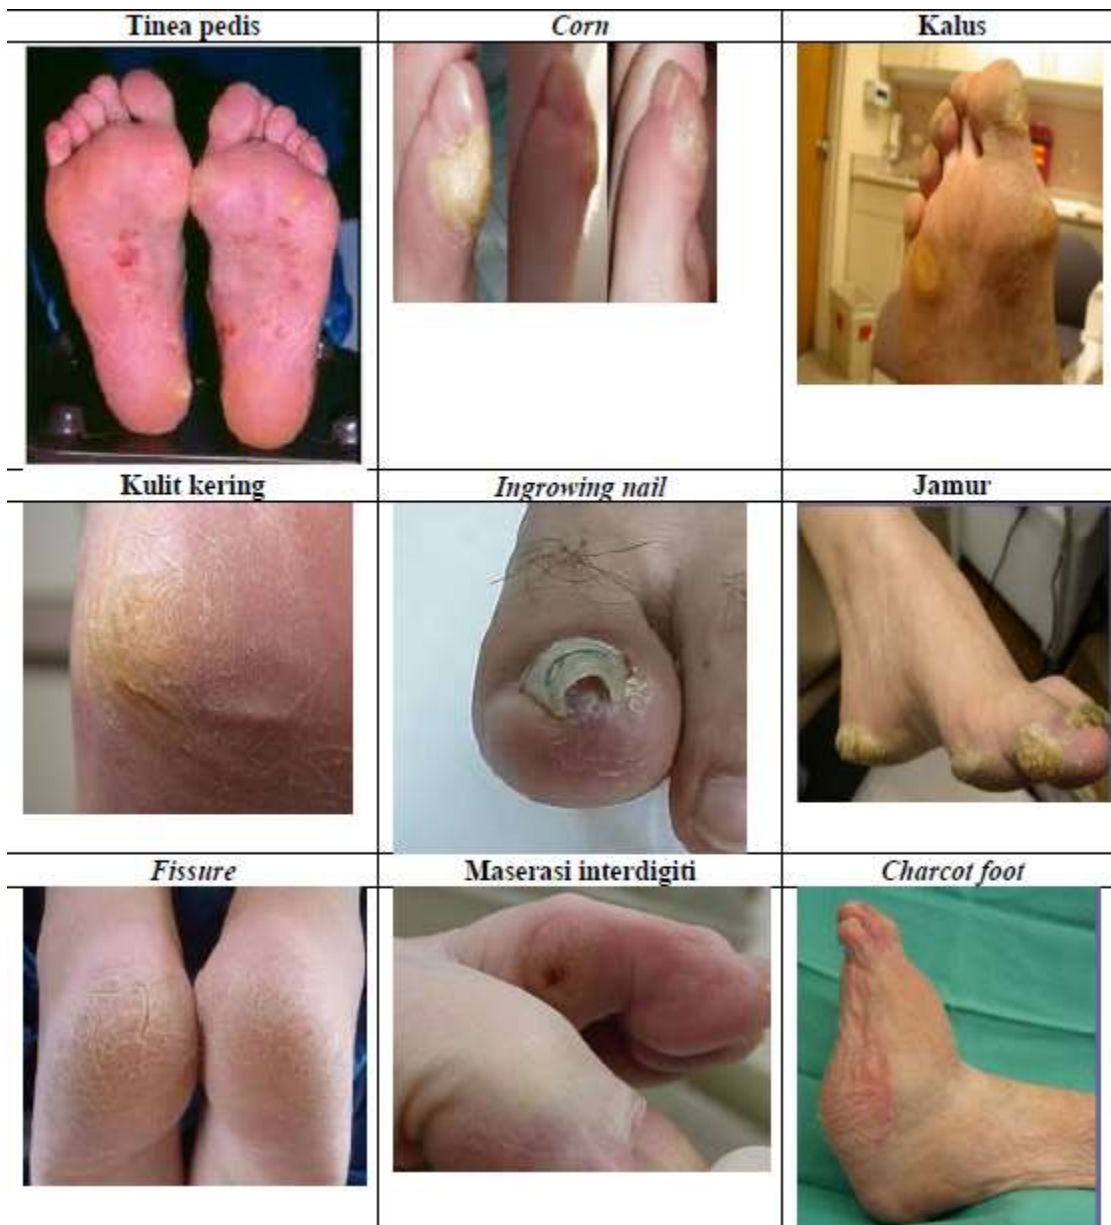 Tinea pedis
Corn
Kalus
Kulit kering
Ingrowing nail
Jamur
Fissure
Maserasi interdigiti
Charcot foot